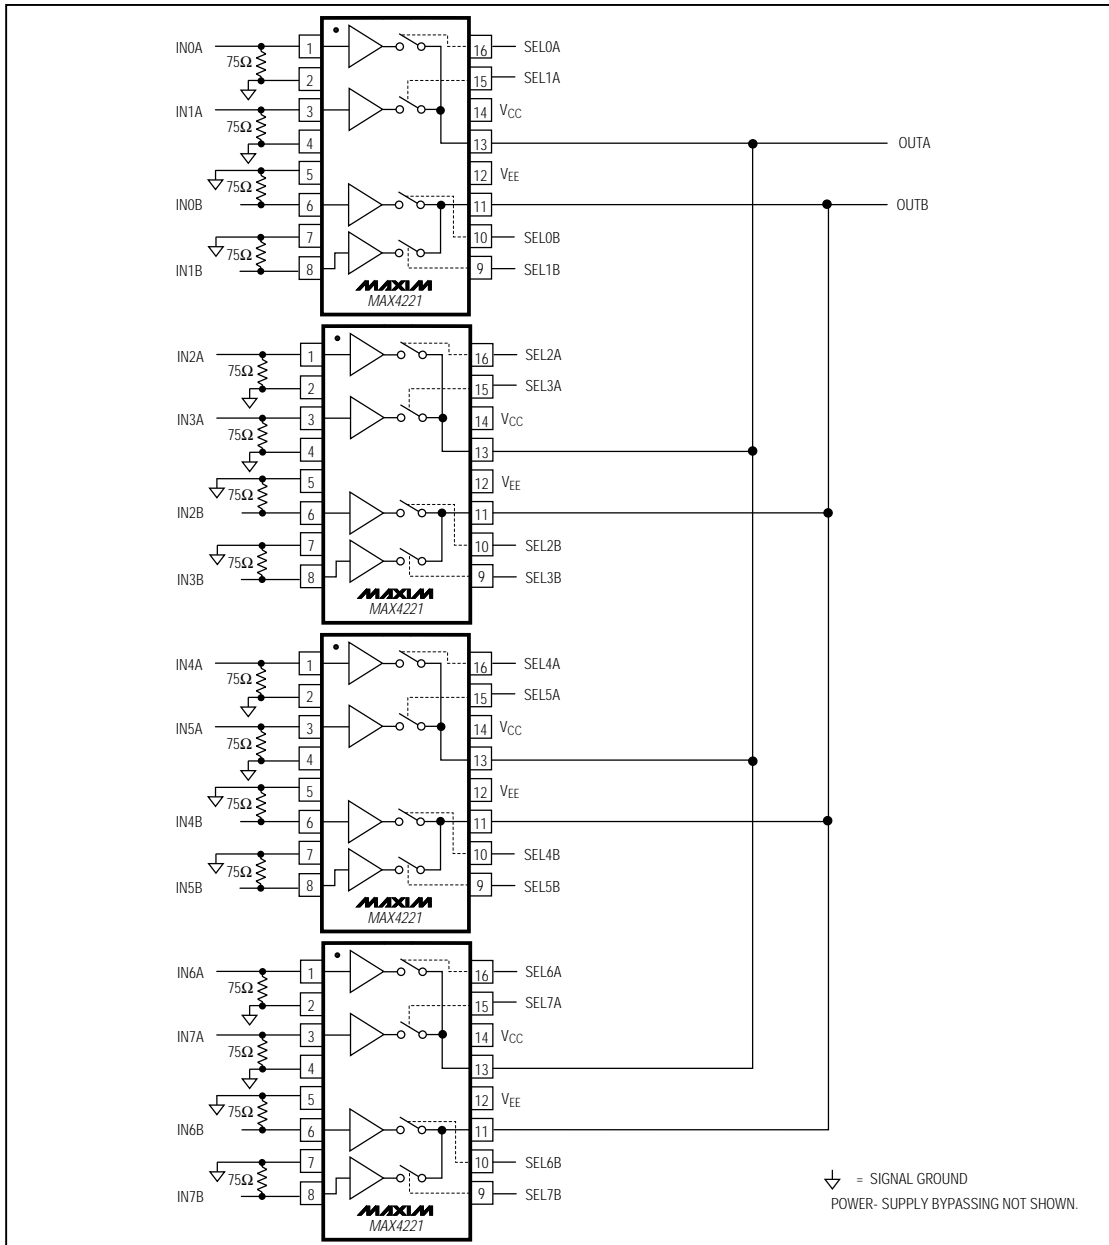 IN0A
75Ω
1
16
SEL0A
2
15
SEL1A
IN1A
75Ω
3
14
VCC
4
13
OUTA
75Ω
5
12
VEE
IN0B
6
11
OUTB
75Ω
7
10
SEL0B
IN1B
8
9
SEL1B
MAXIM
MAX4221
IN2A
75Ω
1
16
SEL2A
2
15
SEL3A
IN3A
75Ω
3
14
VCC
4
13
75Ω
5
12
VEE
IN2B
6
11
75Ω
7
10
SEL2B
IN3B
8
9
SEL3B
MAXIM
MAX4221
IN4A
75Ω
1
16
SEL4A
2
15
SEL5A
IN5A
75Ω
3
14
VCC
4
13
75Ω
5
12
VEE
IN4B
6
11
75Ω
7
10
SEL4B
IN5B
8
9
SEL5B
MAXIM
MAX4221
IN6A
75Ω
1
16
SEL6A
2
15
SEL7A
IN7A
75Ω
3
14
VCC
4
13
75Ω
5
12
VEE
IN6B
6
11
75Ω
7
10
SEL6B
IN7B
8
9
SEL7B
MAXIM
MAX4221
= SIGNAL GROUND
POWER- SUPPLY BYPASSING NOT SHOWN.